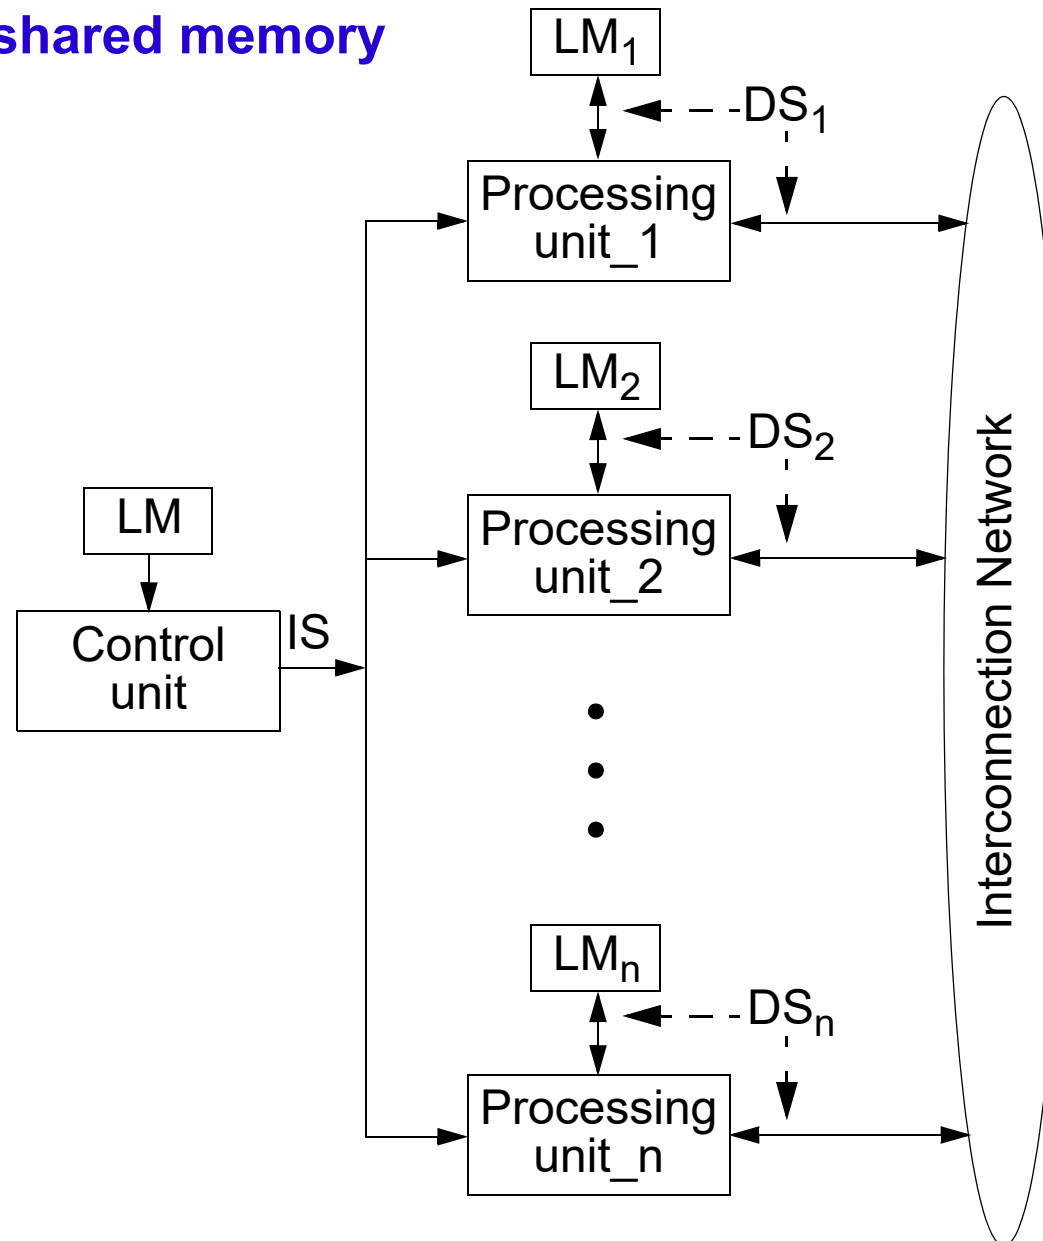 shared memory
LM1
DS1
Processing
unit_1
LM2
DS2
Processing
unit_2
LM
Control
unit
IS
Interconnection Network
LMn
DSn
Processing
unit_n